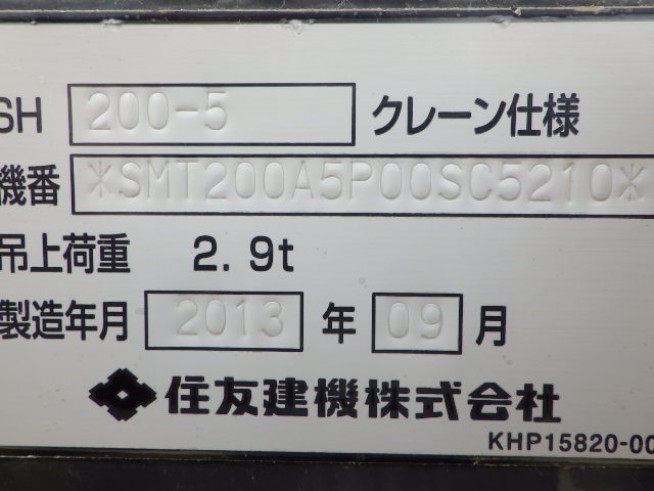 SH 200-5 クレーン仕様
機番 *SMT200A5P00SC5210*
吊上荷重 2.9t
製造年月 2013 年 09 月
住友建機株式会社
KHP15820-00